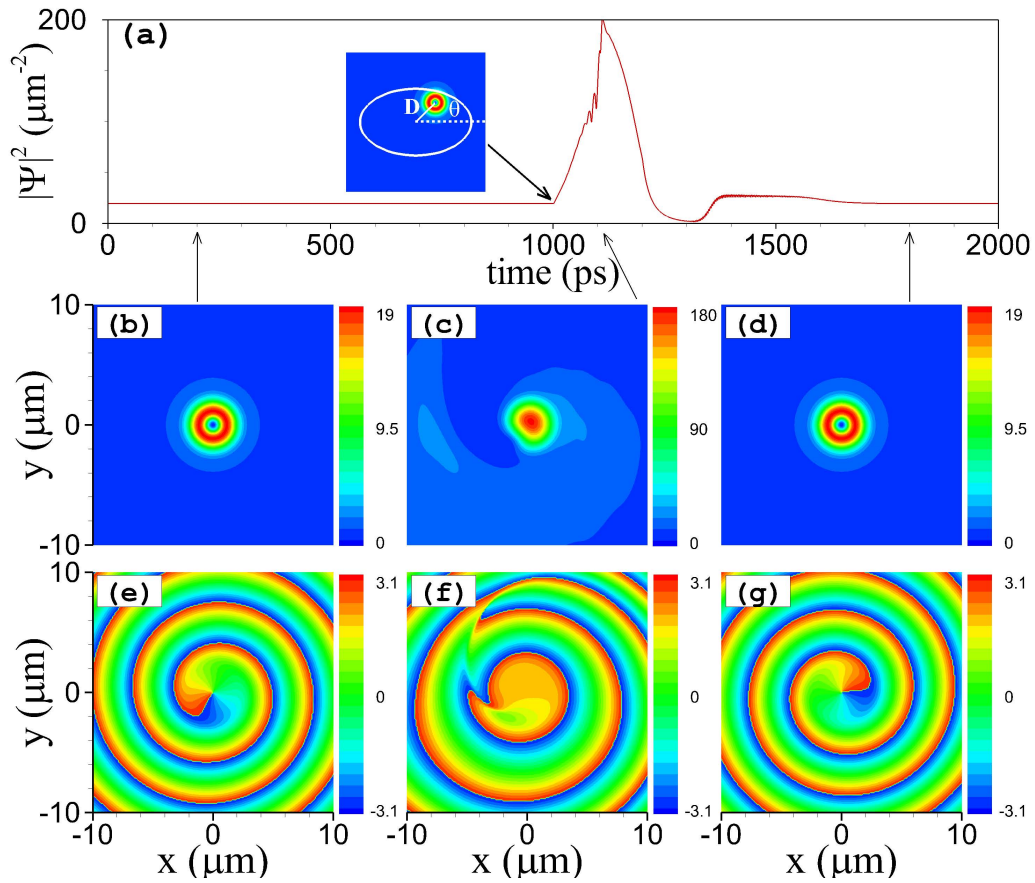 200
(a)
|Ψ|² (μm⁻²)
D
θ
0
0 500 1000 1500 2000
time (ps)
10 (b) 19 (c) 180 (d) 19
y (μm) 0 9.5 90 9.5
-10 0 0 0
10 (e) 3.1 (f) 3.1 (g) 3.1
y (μm) 0 0 0 0
-10 -3.1 -3.1 -3.1
-10 0 10 0 10 -10 0 10
x (μm) x (μm) x (μm)